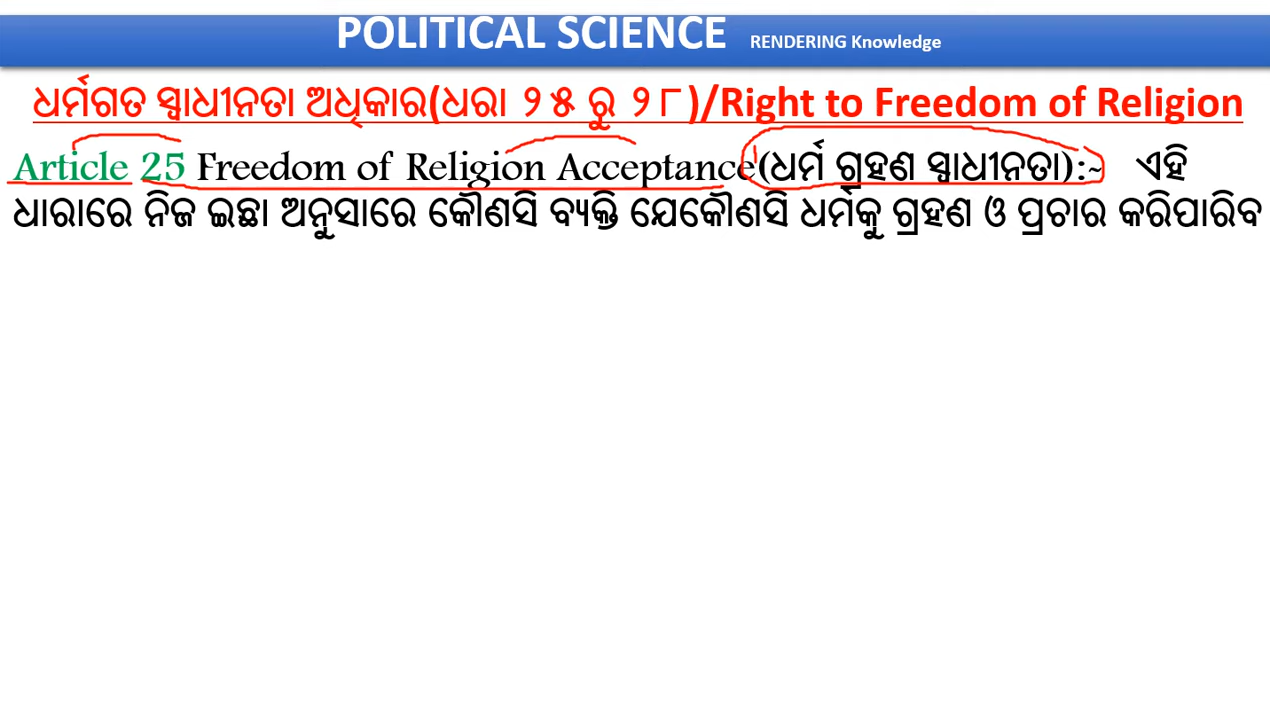 POLITICAL SCIENCE RENDERING Knowledge
ଧର୍ମଗତ ସ୍ୱାଧୀନତା ଅଧିକାର(ଧରା ୨୫ ରୁ ୨୮)/Right to Freedom of Religion
Article 25 Freedom of Religion Acceptance(ଧର୍ମ ଗ୍ରହଣ ସ୍ୱାଧୀନତା):~ ଏହି
ଧାରାରେ ନିଜ ଇଛା ଅନୁସାରେ କୌଣସି ବ୍ୟକ୍ତି ଯେକୌଣସି ଧର୍ମକୁ ଗ୍ରହଣ ଓ ପ୍ରଚାର କରିପାରିବ